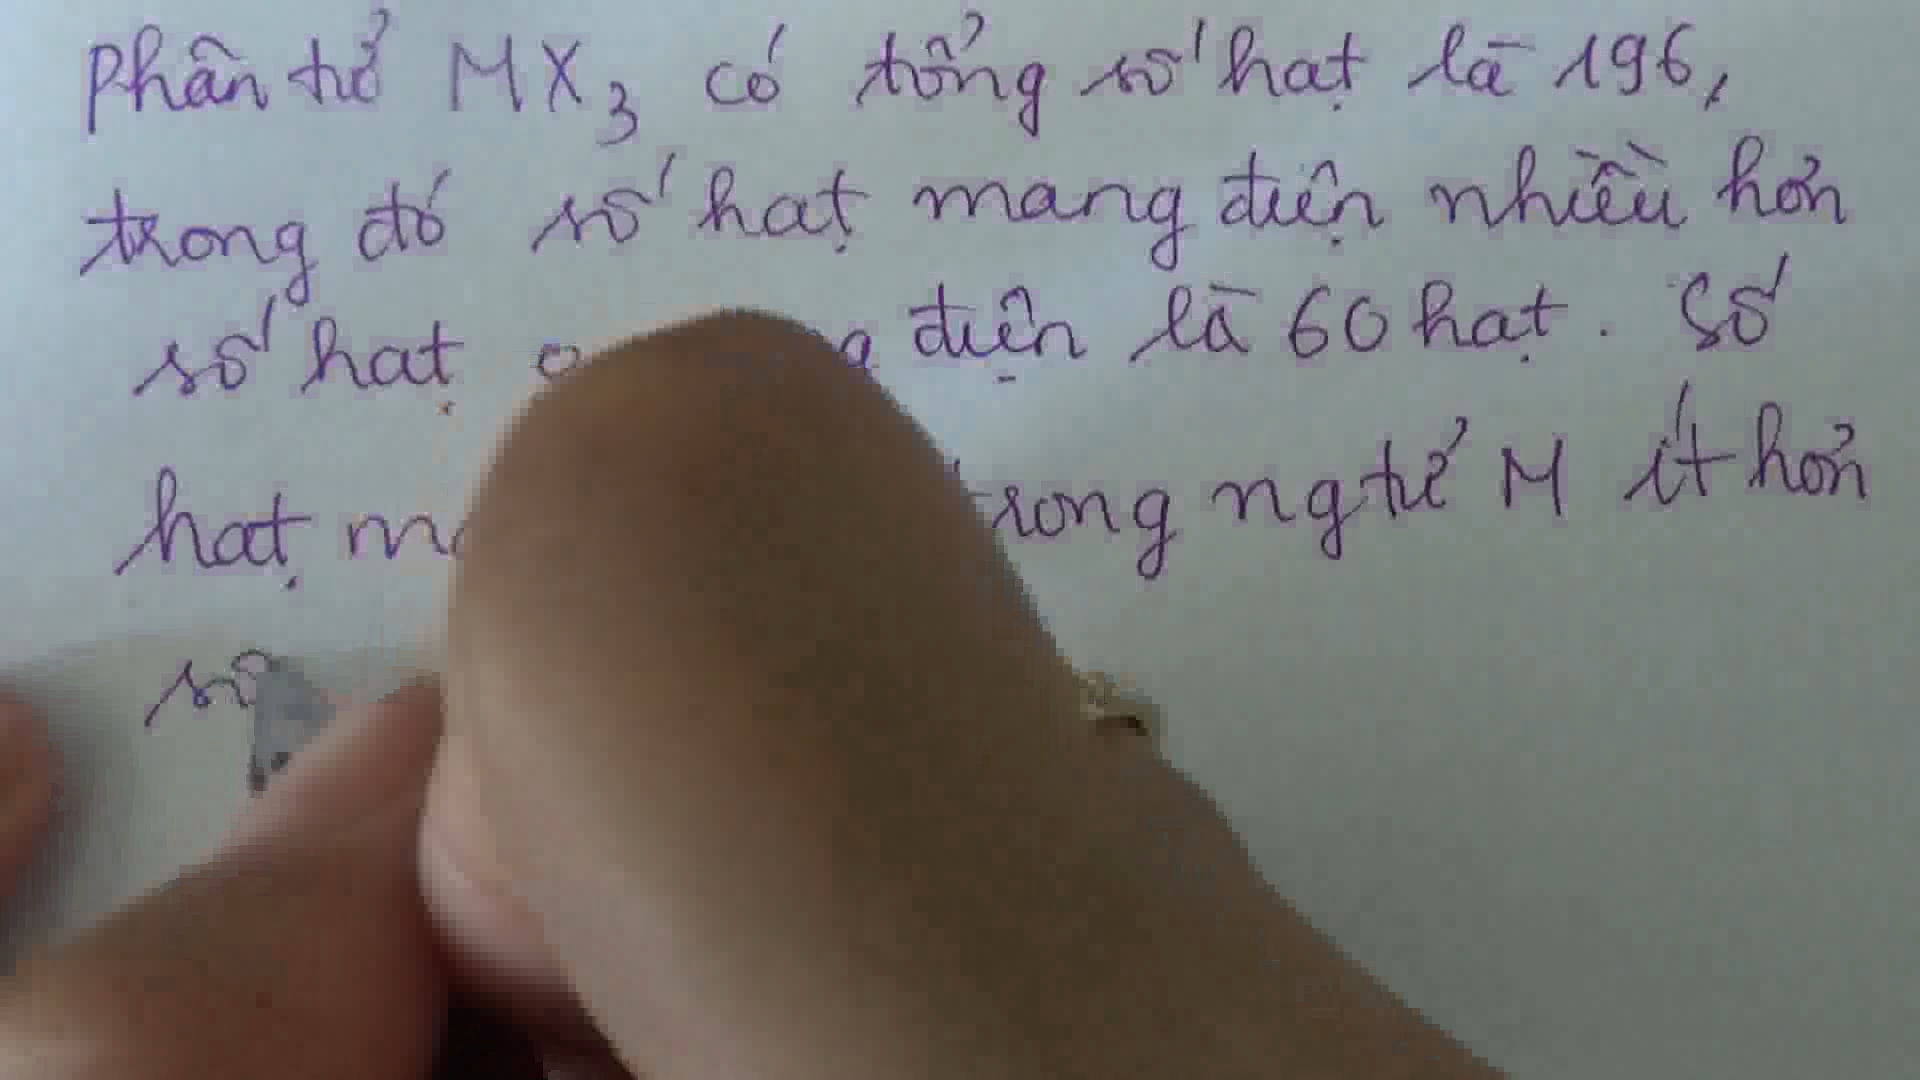 Phân tử MX3 có tổng số hạt là 196,
trong đó số hạt mang điện nhiều hơn
số hạt điện là 60 hạt. Số
hạt trong ng tử M ít hơn
số